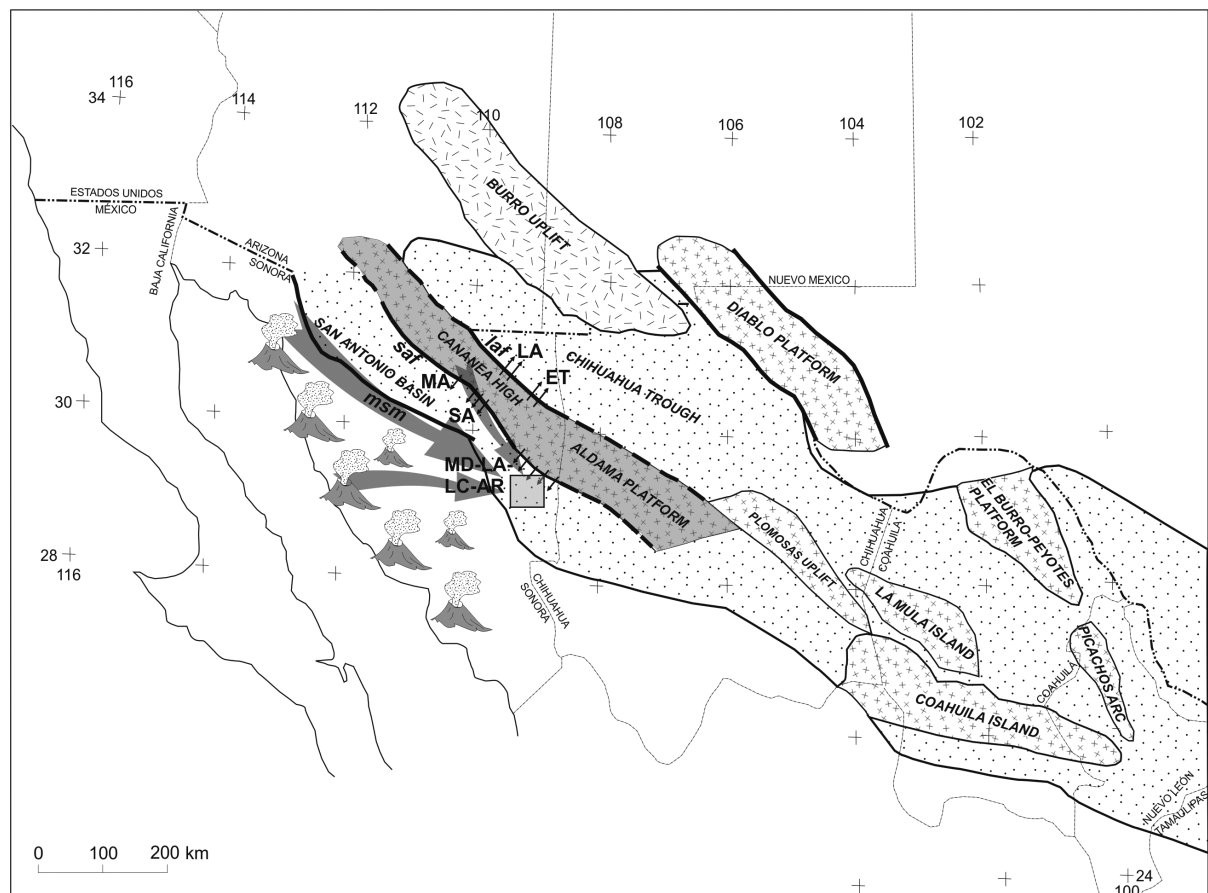 116
34
114
112
110
108
106
104
102
BURRO UPLIFT
ESTADOS UNIDOS
MÉXICO
BAJA CALIFORNIA
32
ARIZONA
SONORA
NUEVO MEXICO
DIABLO PLATFORM
SAN ANTONIO BASIN
saf
CANANEA HIGH
laf
LA
ET
CHIHUAHUA TROUGH
MA
30
msm
SA
MD-LA-
LC-AR
ALDAMA PLATFORM
EL BURRO-PEYOTES
PLATFORM
PLOMOSAS UPLIFT
CHIHUAHUA
COAHUILA
28
116
CHIHUAHUA
SONORA
LA MULA ISLAND
COAHUILA
PICACHOS ARC
COAHUILA ISLAND
NUEVO LEÓN
TAMAULIPAS
0 100 200 km
24
100